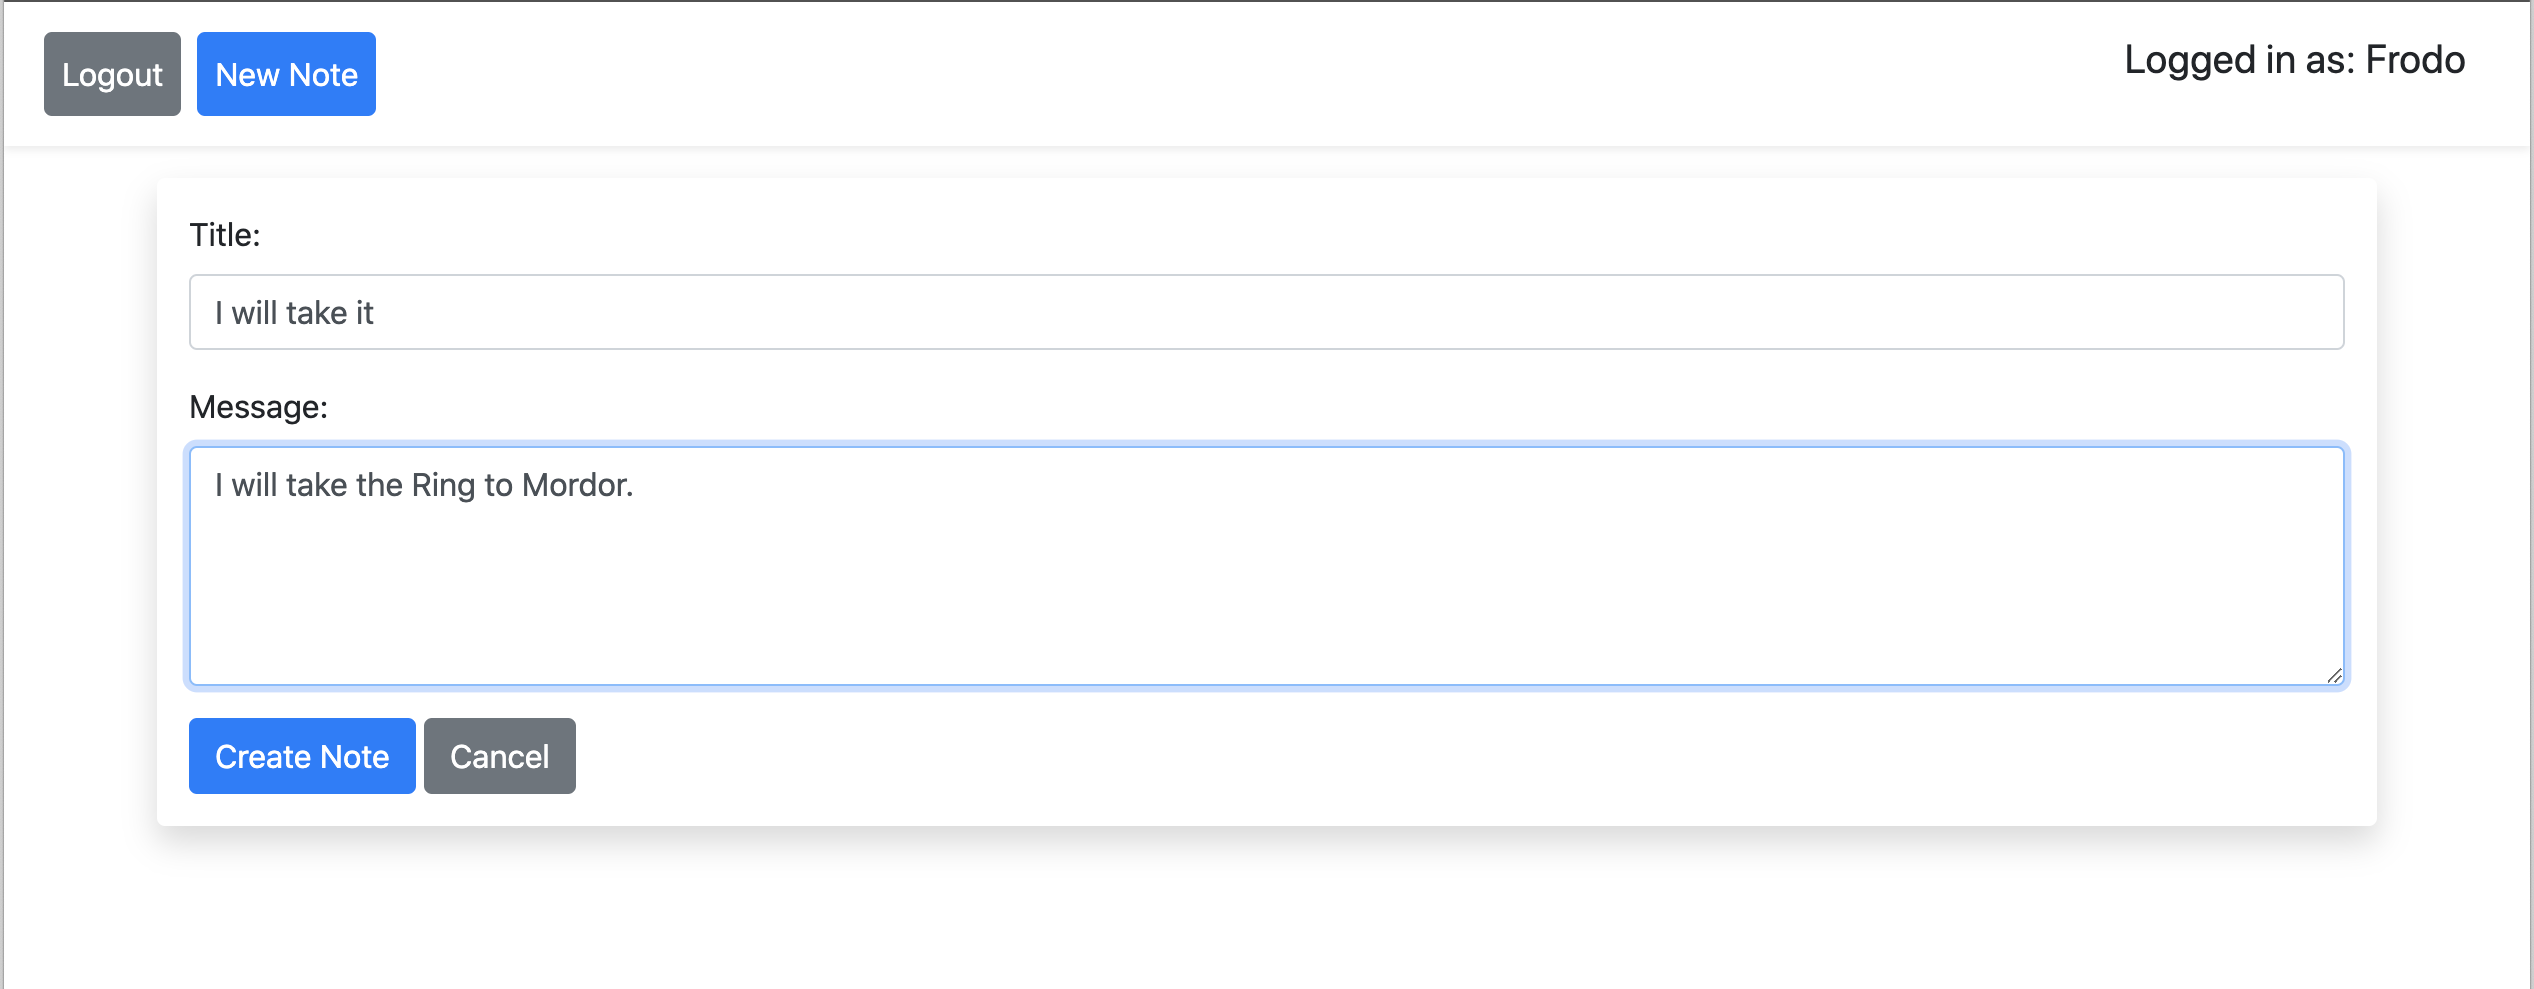 Logout New Note Logged in as: Frodo
Title:
I will take it
Message:
I will take the Ring to Mordor.
Create Note Cancel